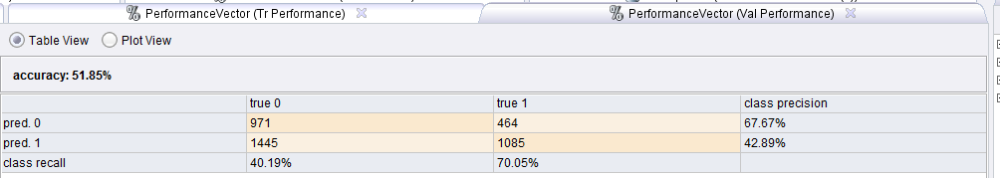 PerformanceVector (Tr Performance) PerformanceVector (Val Performance)
Table View Plot View
accuracy: 51.85%
true 0 true 1 class precision
pred. 0 971 464 67.67%
pred. 1 1445 1085 42.89%
class recall 40.19% 70.05%